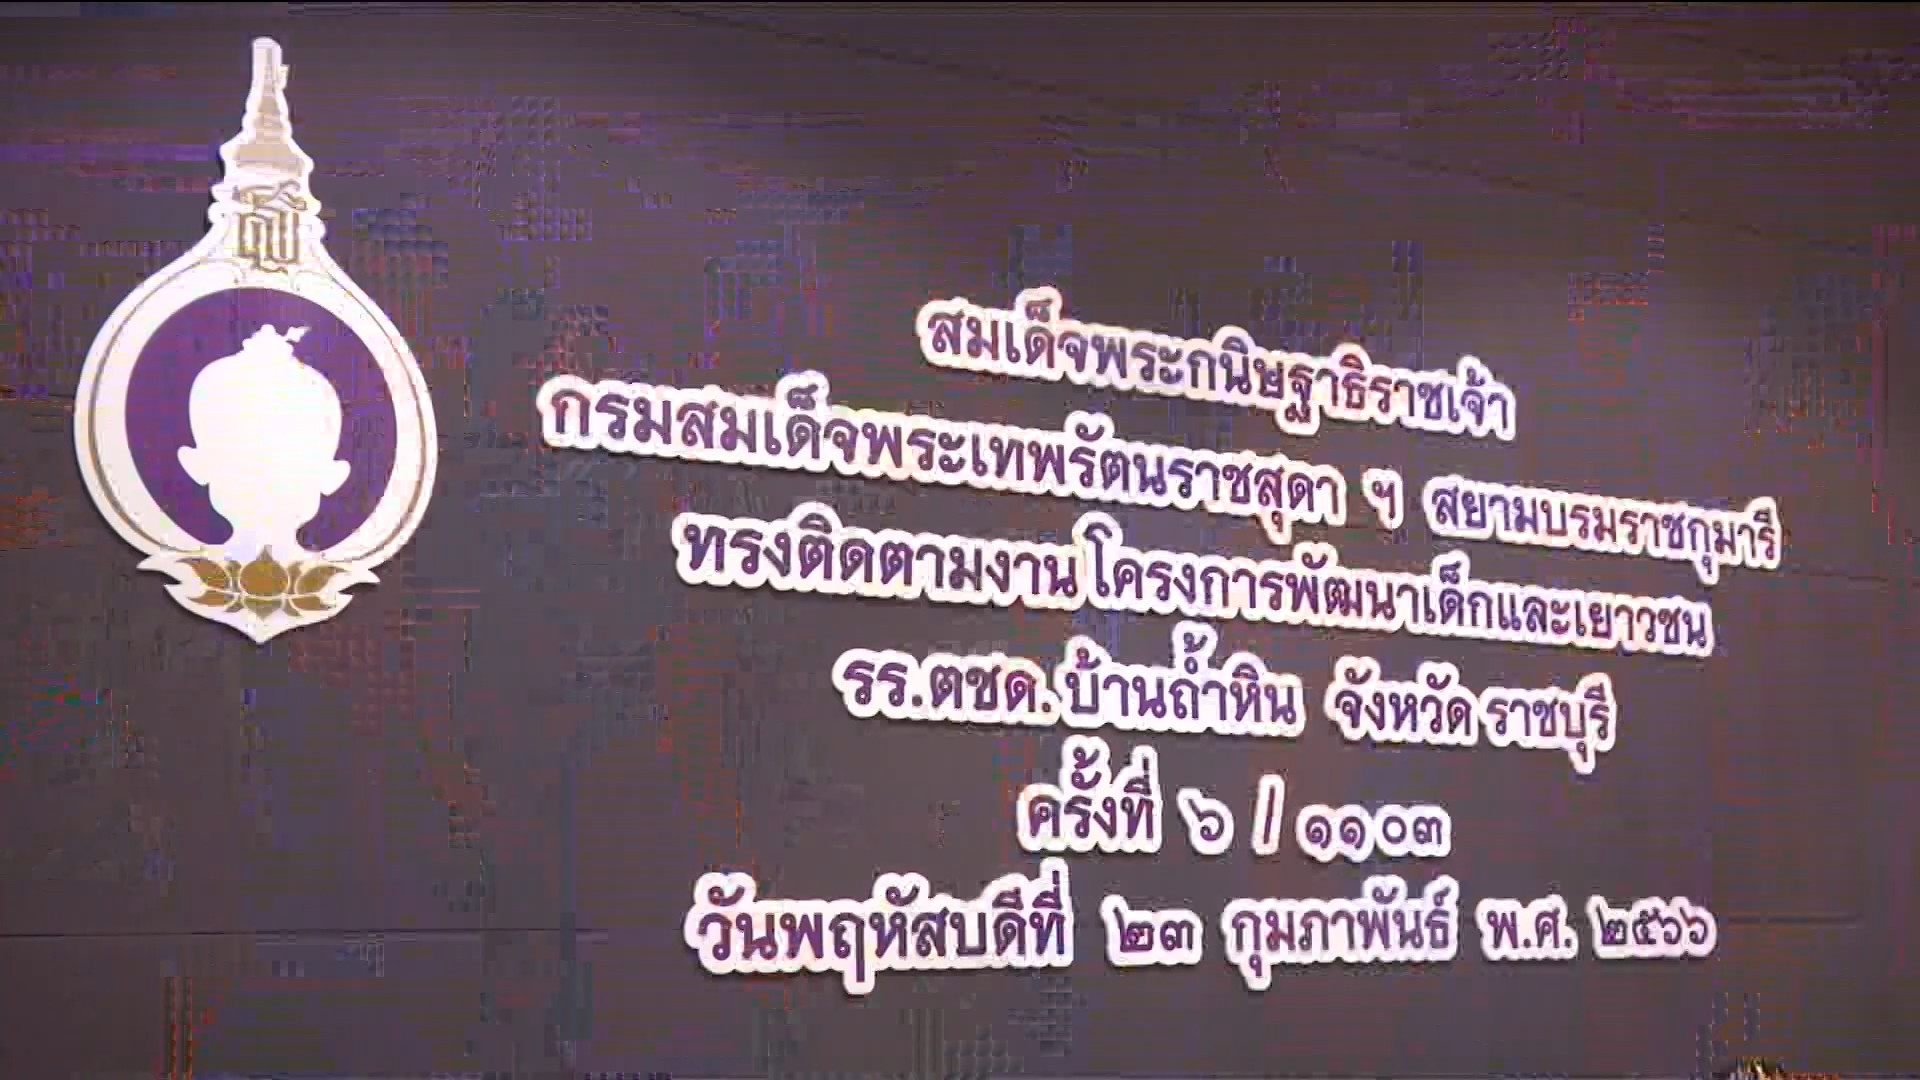 สมเด็จพระกนิษฐาธิราชเจ้า
กรมสมเด็จพระเทพรัตนราชสุดา ฯ สยามบรมราชกุมารี
ทรงติดตามงานโครงการพัฒนาเด็กและเยาวชน
รร.ตชด.บ้านถ้ำหิน จังหวัดราชบุรี
ครั้งที่ ๖ / ๑๑๐๓
วันพฤหัสบดีที่ ๒๓ กุมภาพันธ์ พ.ศ. ๒๕๖๖